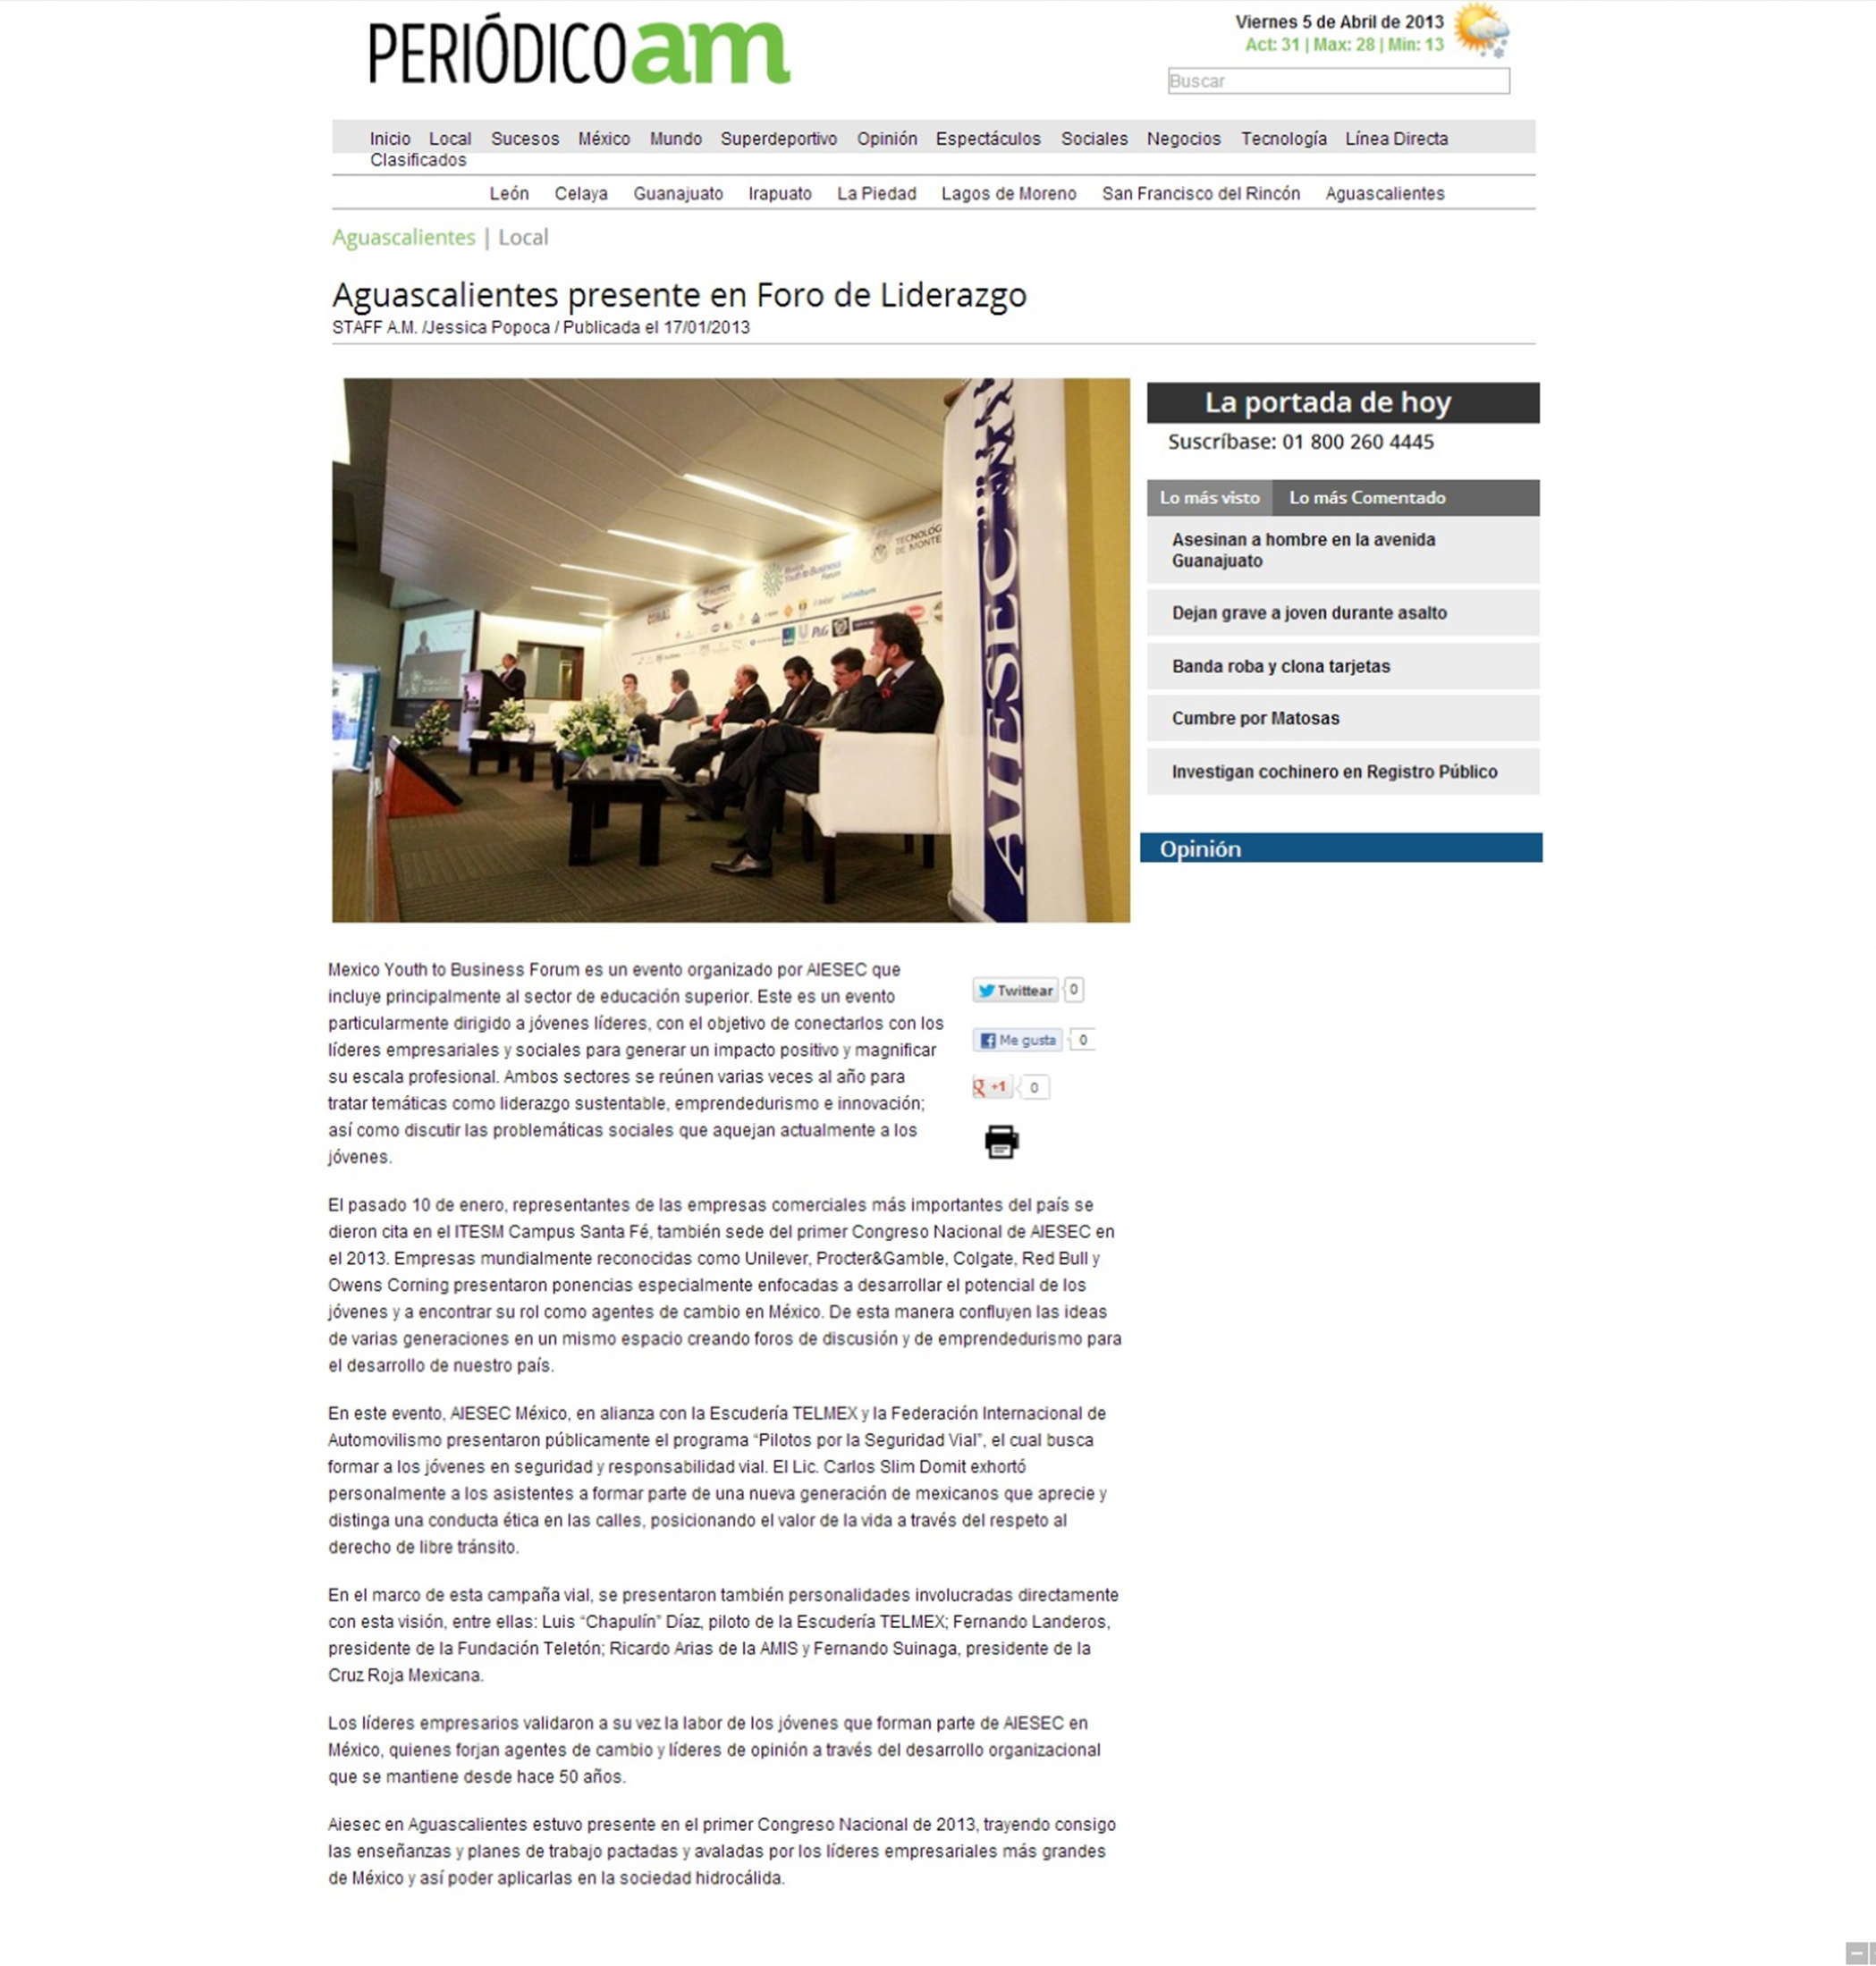 PERIÓDICO am
Viernes 5 de Abril de 2013
Act: 31 | Max: 28 | Min: 13
Buscar
Inicio Local Sucesos México Mundo Superdeportivo Opinión Espectáculos Sociales Negocios Tecnología Línea Directa
Clasificados
León Celaya Guanajuato Irapuato La Piedad Lagos de Moreno San Francisco del Rincón Aguascalientes
Aguascalientes | Local
Aguascalientes presente en Foro de Liderazgo
STAFF A.M. /Jessica Popoca / Publicada el 17/01/2013
TECNOLÓG
DE MONTE
Mexico
Youth to Business
Forum
P&G
AIESEC
La portada de hoy
Suscríbase: 01 800 260 4445
Lo más visto Lo más Comentado
Asesinan a hombre en la avenida
Guanajuato
Dejan grave a joven durante asalto
Banda roba y clona tarjetas
Cumbre por Matosas
Investigan cochinero en Registro Público
Opinión
Mexico Youth to Business Forum es un evento organizado por AIESEC que
incluye principalmente al sector de educación superior. Este es un evento
particularmente dirigido a jóvenes líderes, con el objetivo de conectarlos con los
líderes empresariales y sociales para generar un impacto positivo y magnificar
su escala profesional. Ambos sectores se reúnen varias veces al año para
tratar temáticas como liderazgo sustentable, emprendedurismo e innovación;
así como discutir las problemáticas sociales que aquejan actualmente a los
jóvenes.
Twittear 0
Me gusta 0
g +1 0
El pasado 10 de enero, representantes de las empresas comerciales más importantes del país se
dieron cita en el ITESM Campus Santa Fé, también sede del primer Congreso Nacional de AIESEC en
el 2013. Empresas mundialmente reconocidas como Unilever, Procter&Gamble, Colgate, Red Bull y
Owens Corning presentaron ponencias especialmente enfocadas a desarrollar el potencial de los
jóvenes y a encontrar su rol como agentes de cambio en México. De esta manera confluyen las ideas
de varias generaciones en un mismo espacio creando foros de discusión y de emprendedurismo para
el desarrollo de nuestro país.
En este evento, AIESEC México, en alianza con la Escudería TELMEX y la Federación Internacional de
Automovilismo presentaron públicamente el programa “Pilotos por la Seguridad Vial”, el cual busca
formar a los jóvenes en seguridad y responsabilidad vial. El Lic. Carlos Slim Domit exhortó
personalmente a los asistentes a formar parte de una nueva generación de mexicanos que aprecie y
distinga una conducta ética en las calles, posicionando el valor de la vida a través del respeto al
derecho de libre tránsito.
En el marco de esta campaña vial, se presentaron también personalidades involucradas directamente
con esta visión, entre ellas: Luis “Chapulín” Díaz, piloto de la Escudería TELMEX; Fernando Landeros,
presidente de la Fundación Teletón; Ricardo Arias de la AMIS y Fernando Suinaga, presidente de la
Cruz Roja Mexicana.
Los líderes empresarios validaron a su vez la labor de los jóvenes que forman parte de AIESEC en
México, quienes forjan agentes de cambio y líderes de opinión a través del desarrollo organizacional
que se mantiene desde hace 50 años.
Aiesec en Aguascalientes estuvo presente en el primer Congreso Nacional de 2013, trayendo consigo
las enseñanzas y planes de trabajo pactadas y avaladas por los líderes empresariales más grandes
de México y así poder aplicarlas en la sociedad hidrocálida.